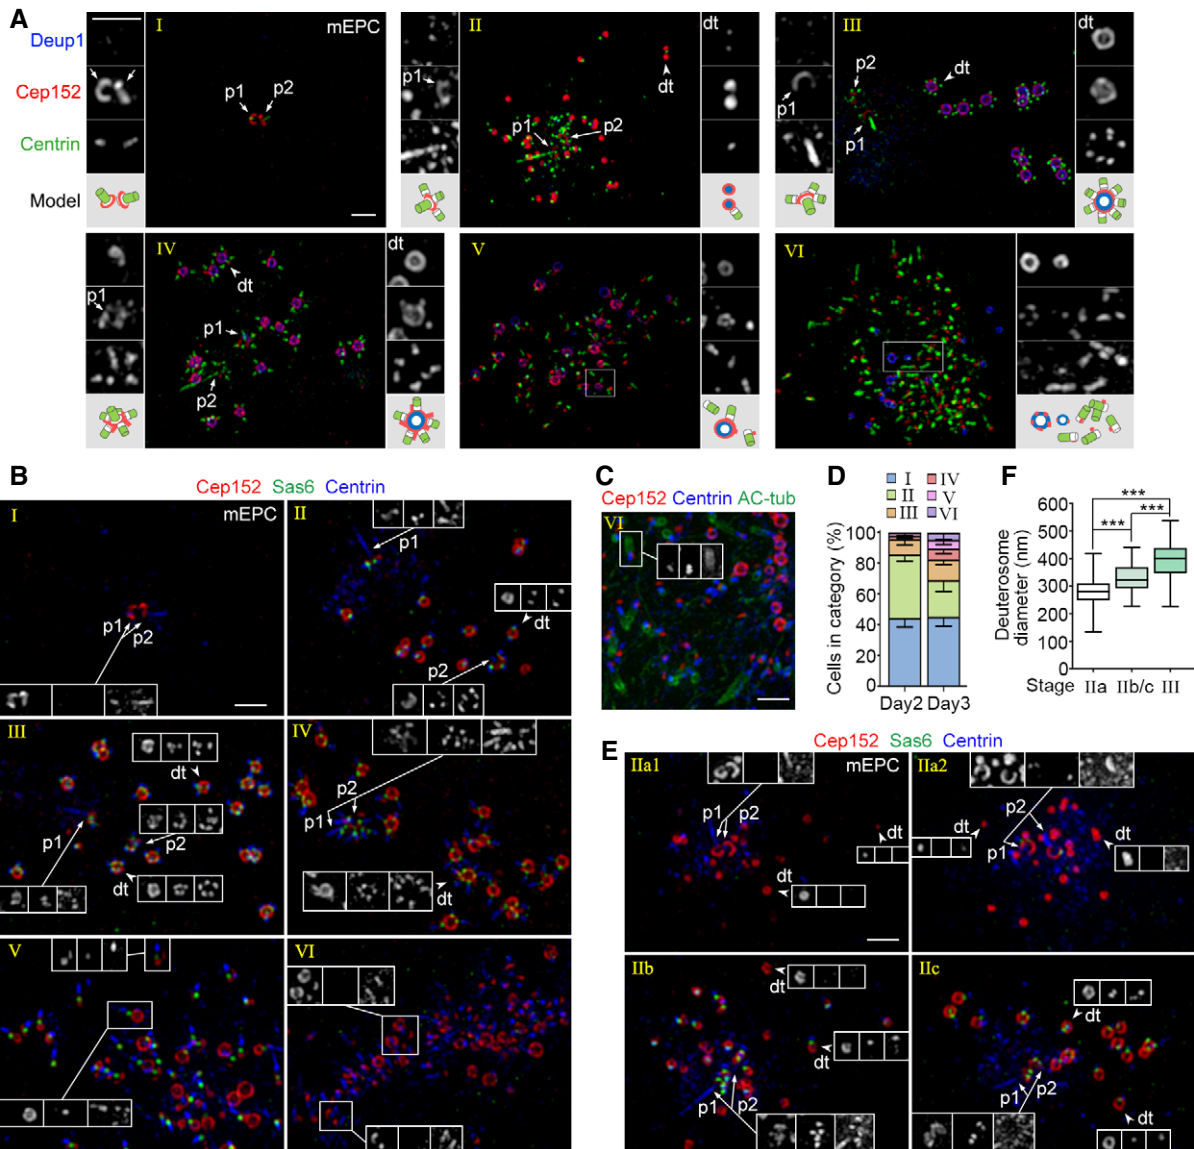 A
Deup1
Cep152
Centrin
Model
I
mEPC
p1
p2
II
p1
p1
p2
dt
dt
III
p1
p2
p1
dt
dt
IV
p1
p1
p2
dt
dt
V
VI
B
Cep152 Sas6 Centrin
I
mEPC
p1
p2
II
p1
dt
p2
III
dt
p1
p2
dt
IV
p2
p1
dt
V
VI
C
Cep152 Centrin AC-tub
VI
D
I
II
III
IV
V
VI
Cells in category (%)
100
80
60
40
20
0
Day2 Day3
F
Deuterosome
diameter (nm)
600
500
400
300
200
100
0
***
***
***
Stage IIa IIb/c III
E
Cep152 Sas6 Centrin
IIa1
mEPC
p1
p2
dt
dt
IIa2
p2
dt
p1
dt
IIb
dt
dt
p1
p2
IIc
dt
p1
p2
dt